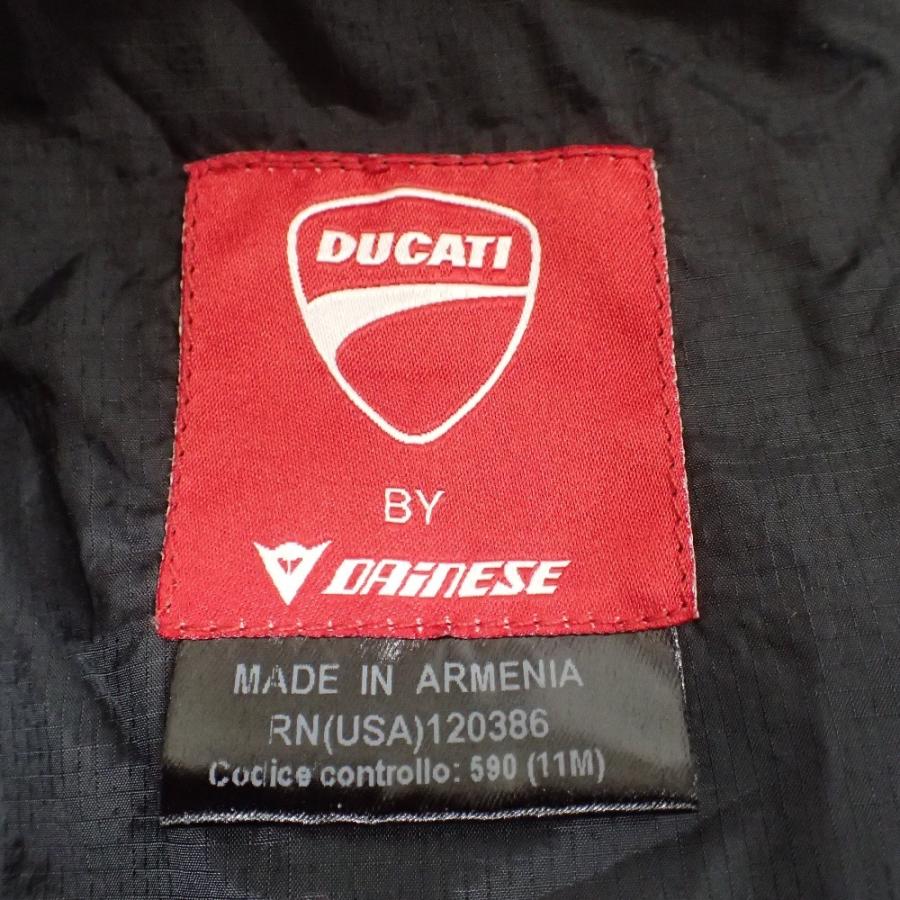 DUCATI
BY
DAiNESE
MADE IN ARMENIA
RN(USA)120386
Codice controllo: 590 (11M)